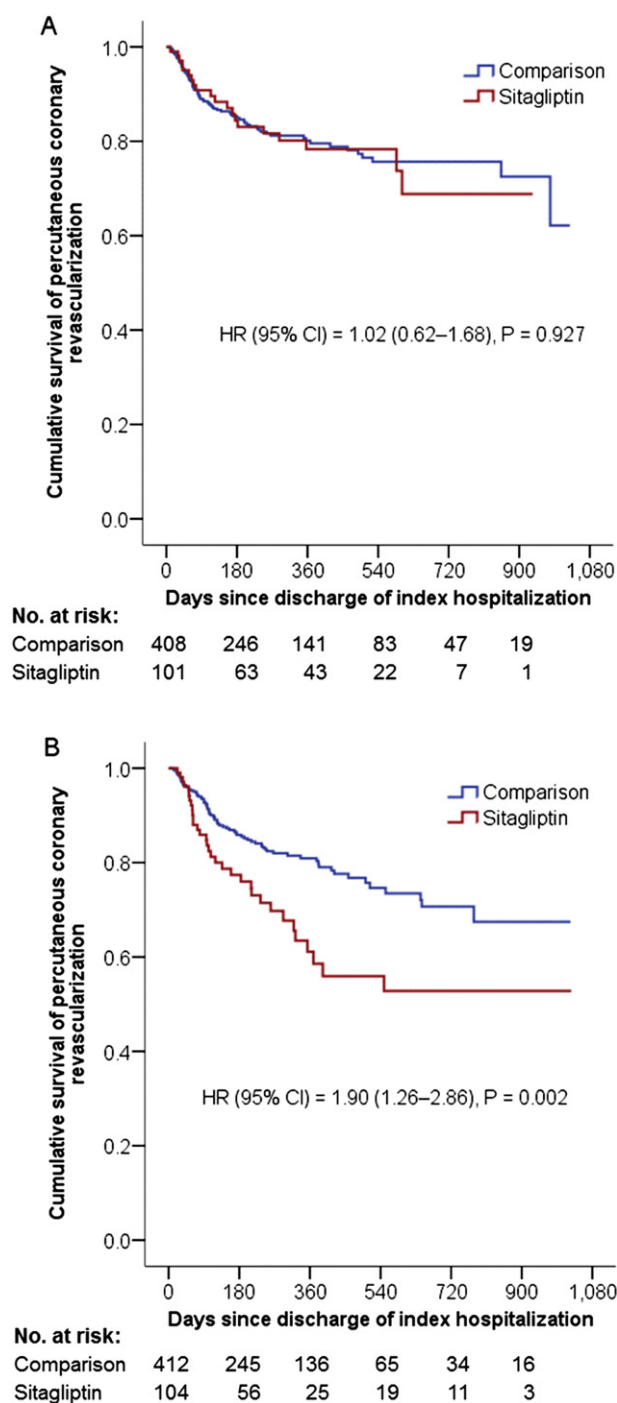 A
1.0
0.8
0.6
0.4
0.2
0.0
Cumulative survival of percutaneous coronary
revascularization
Comparison
Sitagliptin
HR (95% CI) = 1.02 (0.62–1.68), P = 0.927
0 180 360 540 720 900 1,080
Days since discharge of index hospitalization
No. at risk:
Comparison 408 246 141 83 47 19
Sitagliptin 101 63 43 22 7 1
B
1.0
0.8
0.6
0.4
0.2
0.0
Cumulative survival of percutaneous coronary
revascularization
Comparison
Sitagliptin
HR (95% CI) = 1.90 (1.26–2.86), P = 0.002
0 180 360 540 720 900 1,080
Days since discharge of index hospitalization
No. at risk:
Comparison 412 245 136 65 34 16
Sitagliptin 104 56 25 19 11 3